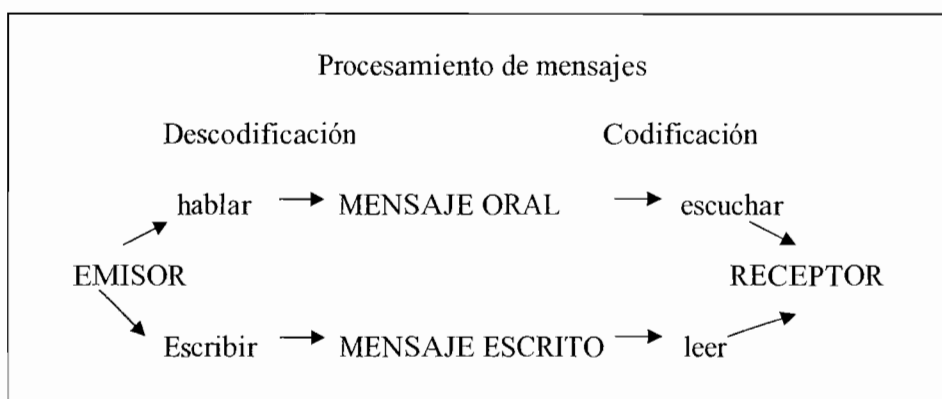 Procesamiento de mensajes
Descodificación Codificación
hablar MENSAJE ORAL escuchar
EMISOR RECEPTOR
Escribir MENSAJE ESCRITO leer